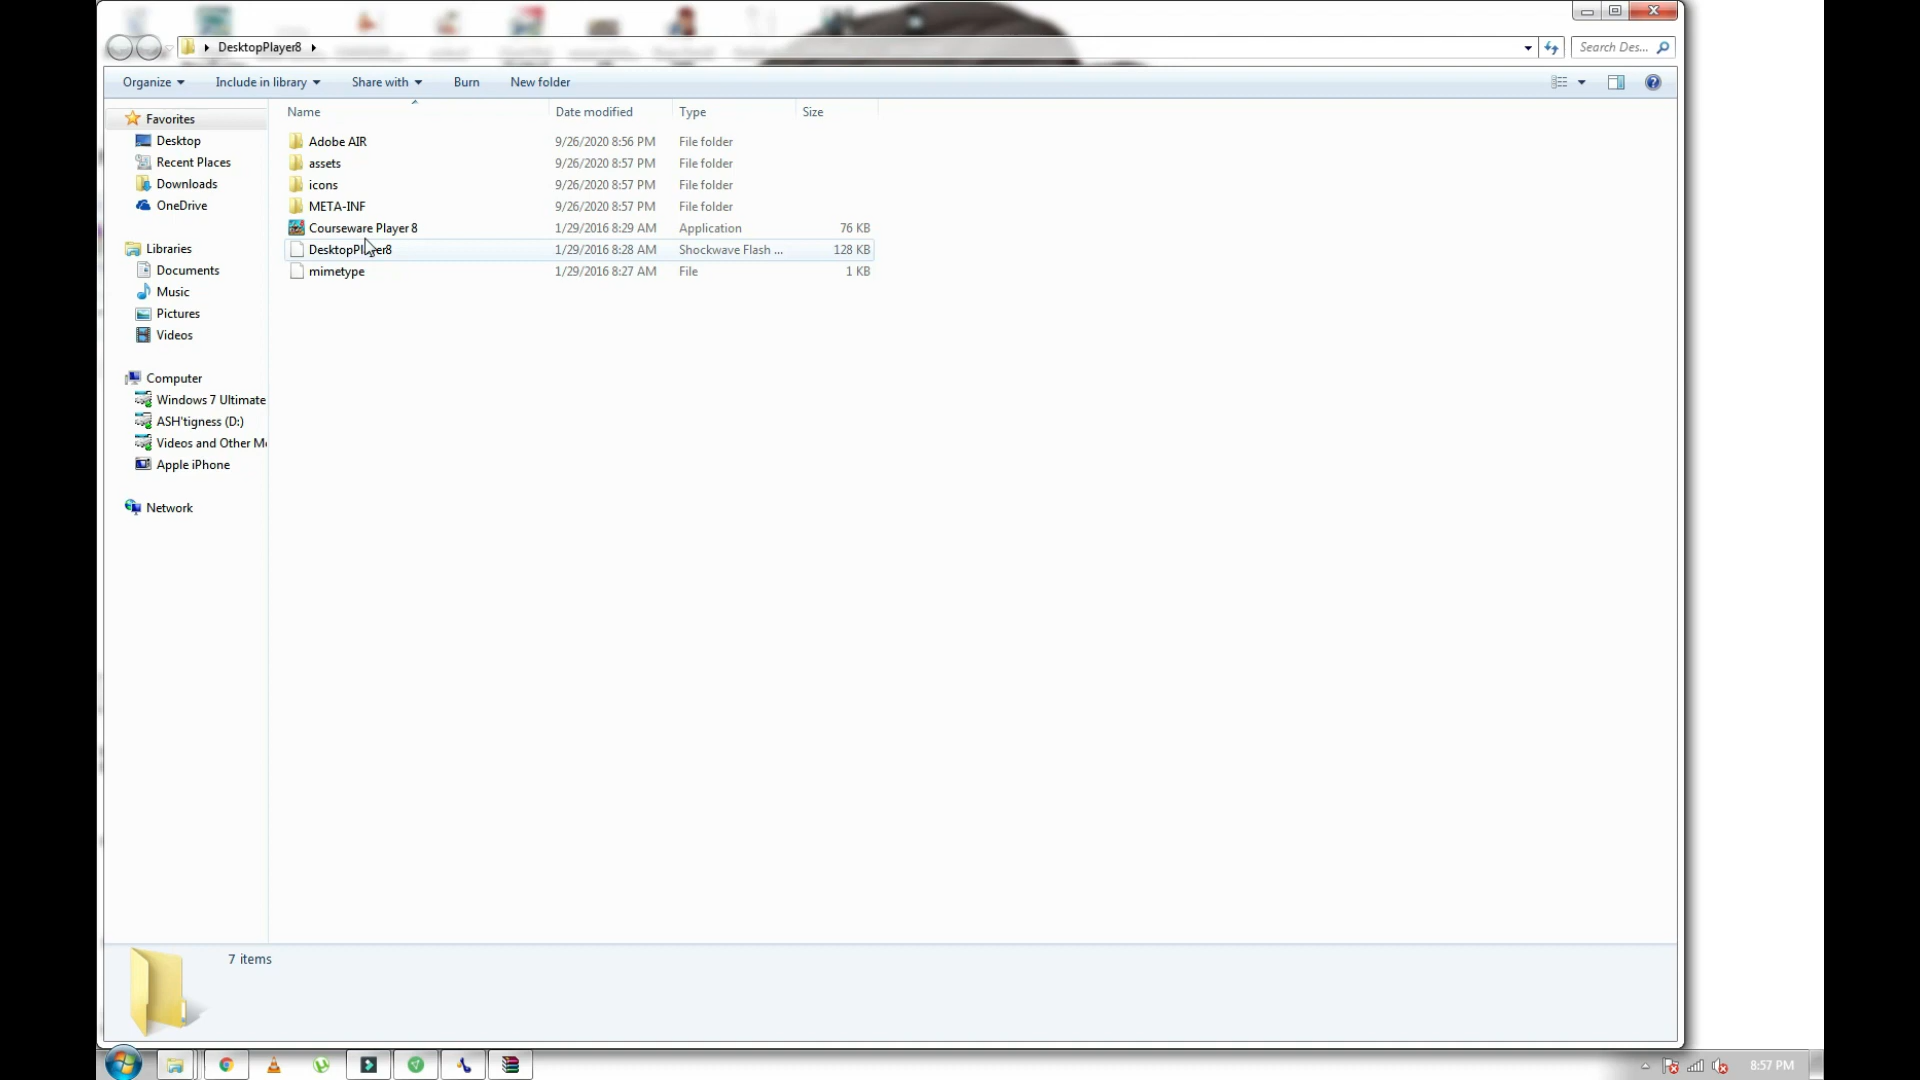 DesktopPlayer8
Search Des...
Organize Include in library Share with Burn New folder
Name Date modified Type Size
Favorites
Desktop
Recent Places
Downloads
OneDrive
Libraries
Documents
Music
Pictures
Videos
Computer
Windows 7 Ultimate
ASH'tigness (D:)
Videos and Other M
Apple iPhone
Network
Adobe AIR 9/26/2020 8:56 PM File folder
assets 9/26/2020 8:57 PM File folder
icons 9/26/2020 8:57 PM File folder
META-INF 9/26/2020 8:57 PM File folder
Courseware Player 8 1/29/2016 8:29 AM Application 76 KB
DesktopPlayer8 1/29/2016 8:28 AM Shockwave Flash ... 128 KB
mimetype 1/29/2016 8:27 AM File 1 KB
7 items
8:57 PM